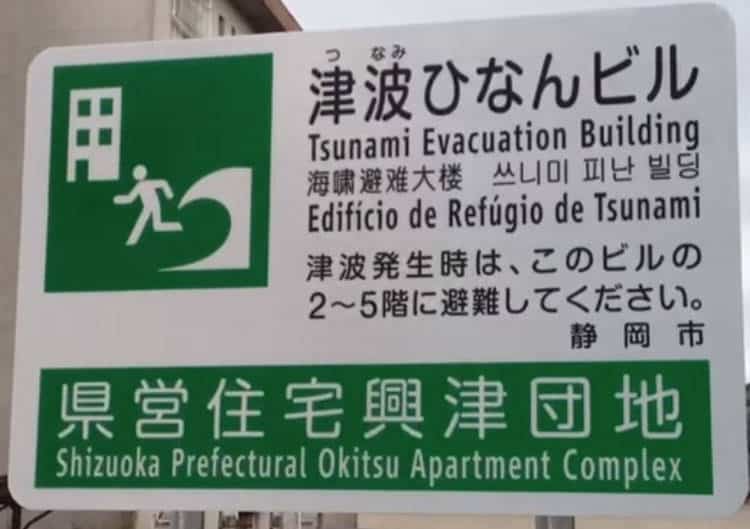 つ なみ
津波ひなんビル
Tsunami Evacuation Building
海啸避难大楼 쓰니미 피난 빌딩
Edifício de Refúgio de Tsunami
津波発生時は、このビルの
2～5階に避難してください。
静岡市
県営住宅興津団地
Shizuoka Prefectural Okitsu Apartment Complex